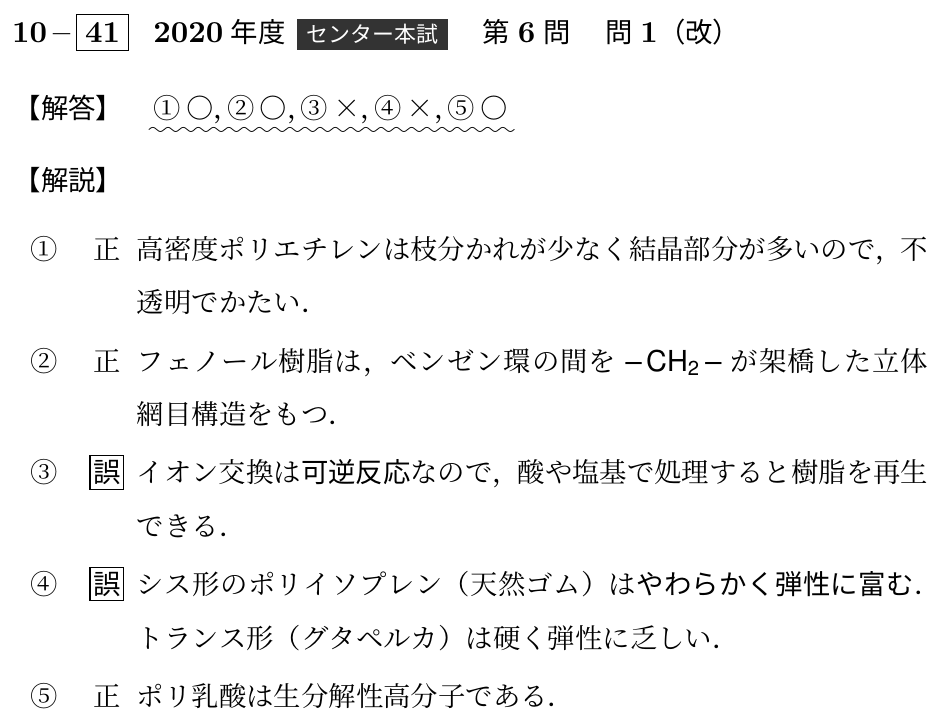 10－41 2020 年度 センター本試 第 6 問 問 1（改）
【解答】 ①○,②○,③×,④×,⑤○
【解説】
① 正 高密度ポリエチレンは枝分かれが少なく結晶部分が多いので，不
透明でかたい．
② 正 フェノール樹脂は，ベンゼン環の間を －CH₂－ が架橋した立体
網目構造をもつ．
③ 誤 イオン交換は可逆反応なので，酸や塩基で処理すると樹脂を再生
できる．
④ 誤 シス形のポリイソプレン（天然ゴム）はやわらかく弾性に富む．
トランス形（グタペルカ）は硬く弾性に乏しい．
⑤ 正 ポリ乳酸は生分解性高分子である．